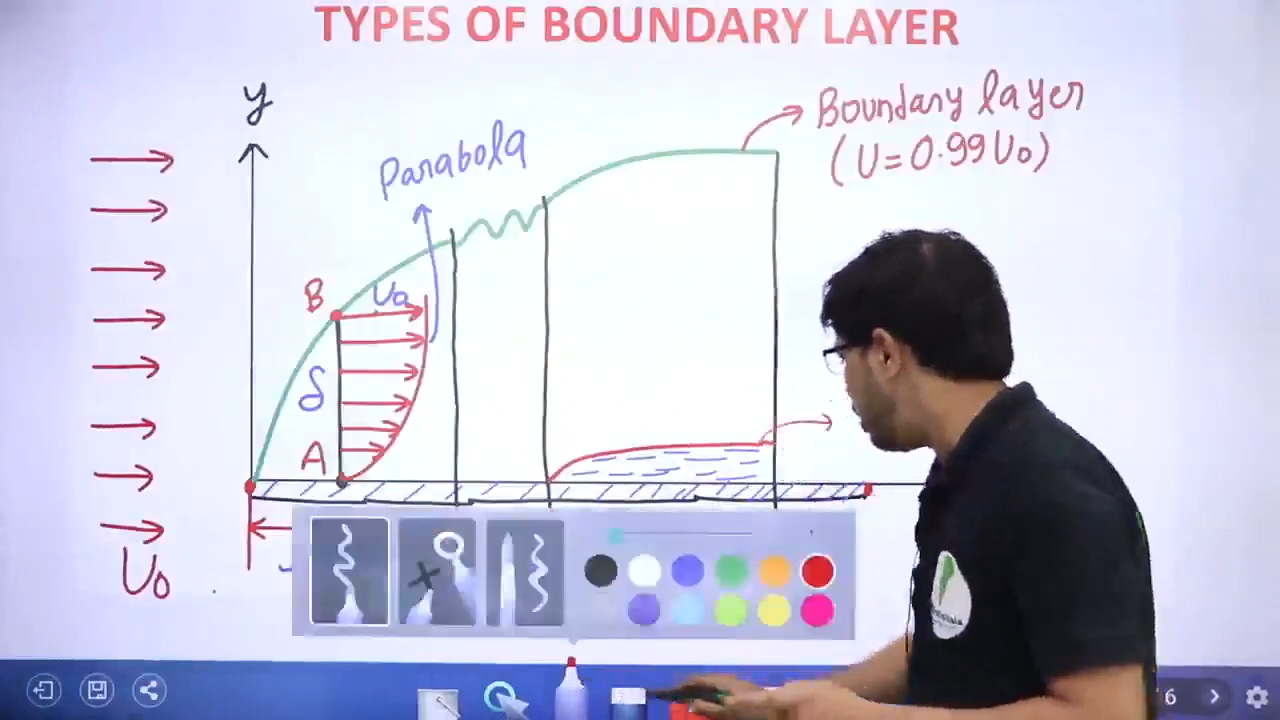 TYPES OF BOUNDARY LAYER
y
Boundary layer
(U=0.99U₀)
Parabola
B
U₀
δ
A
U₀
6